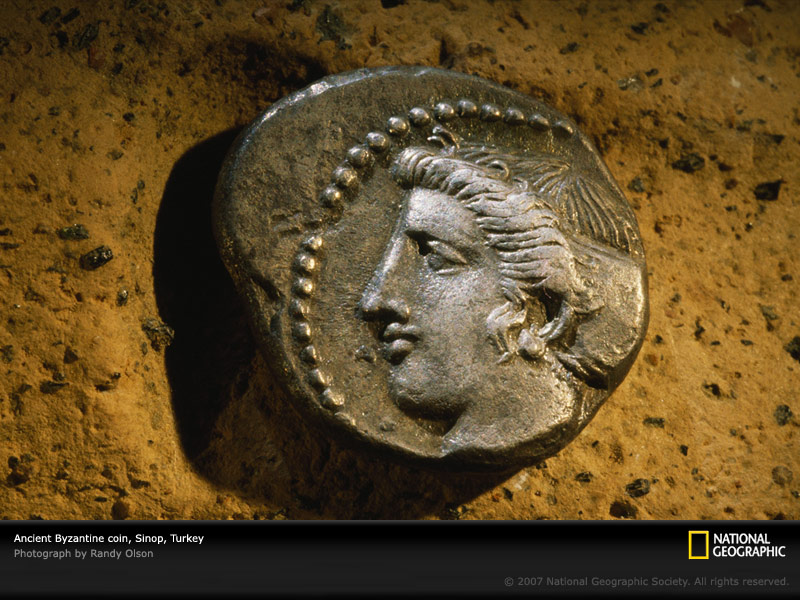 Ancient Byzantine coin, Sinop, Turkey
Photograph by Randy Olson
NATIONAL
GEOGRAPHIC
© 2007 National Geographic Society. All rights reserved.